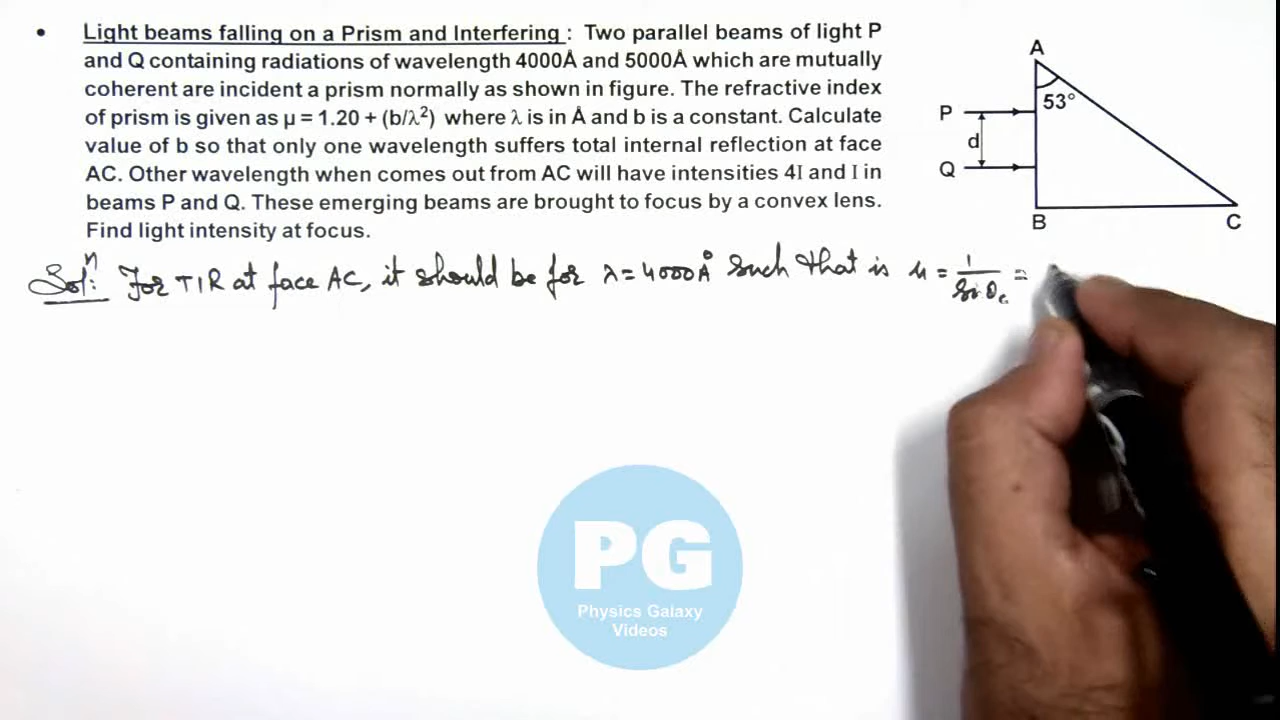 • Light beams falling on a Prism and Interfering : Two parallel beams of light P
and Q containing radiations of wavelength 4000Å and 5000Å which are mutually
coherent are incident a prism normally as shown in figure. The refractive index
of prism is given as μ = 1.20 + (b/λ²) where λ is in Å and b is a constant. Calculate
value of b so that only one wavelength suffers total internal reflection at face
AC. Other wavelength when comes out from AC will have intensities 4I and I in
beams P and Q. These emerging beams are brought to focus by a convex lens.
Find light intensity at focus.
A
53°
P
d
Q
B
C
Solⁿ: For TIR at face AC, it should be for λ = 4000Å such that is μ = 1/sinθc =
PG
Physics Galaxy
Videos